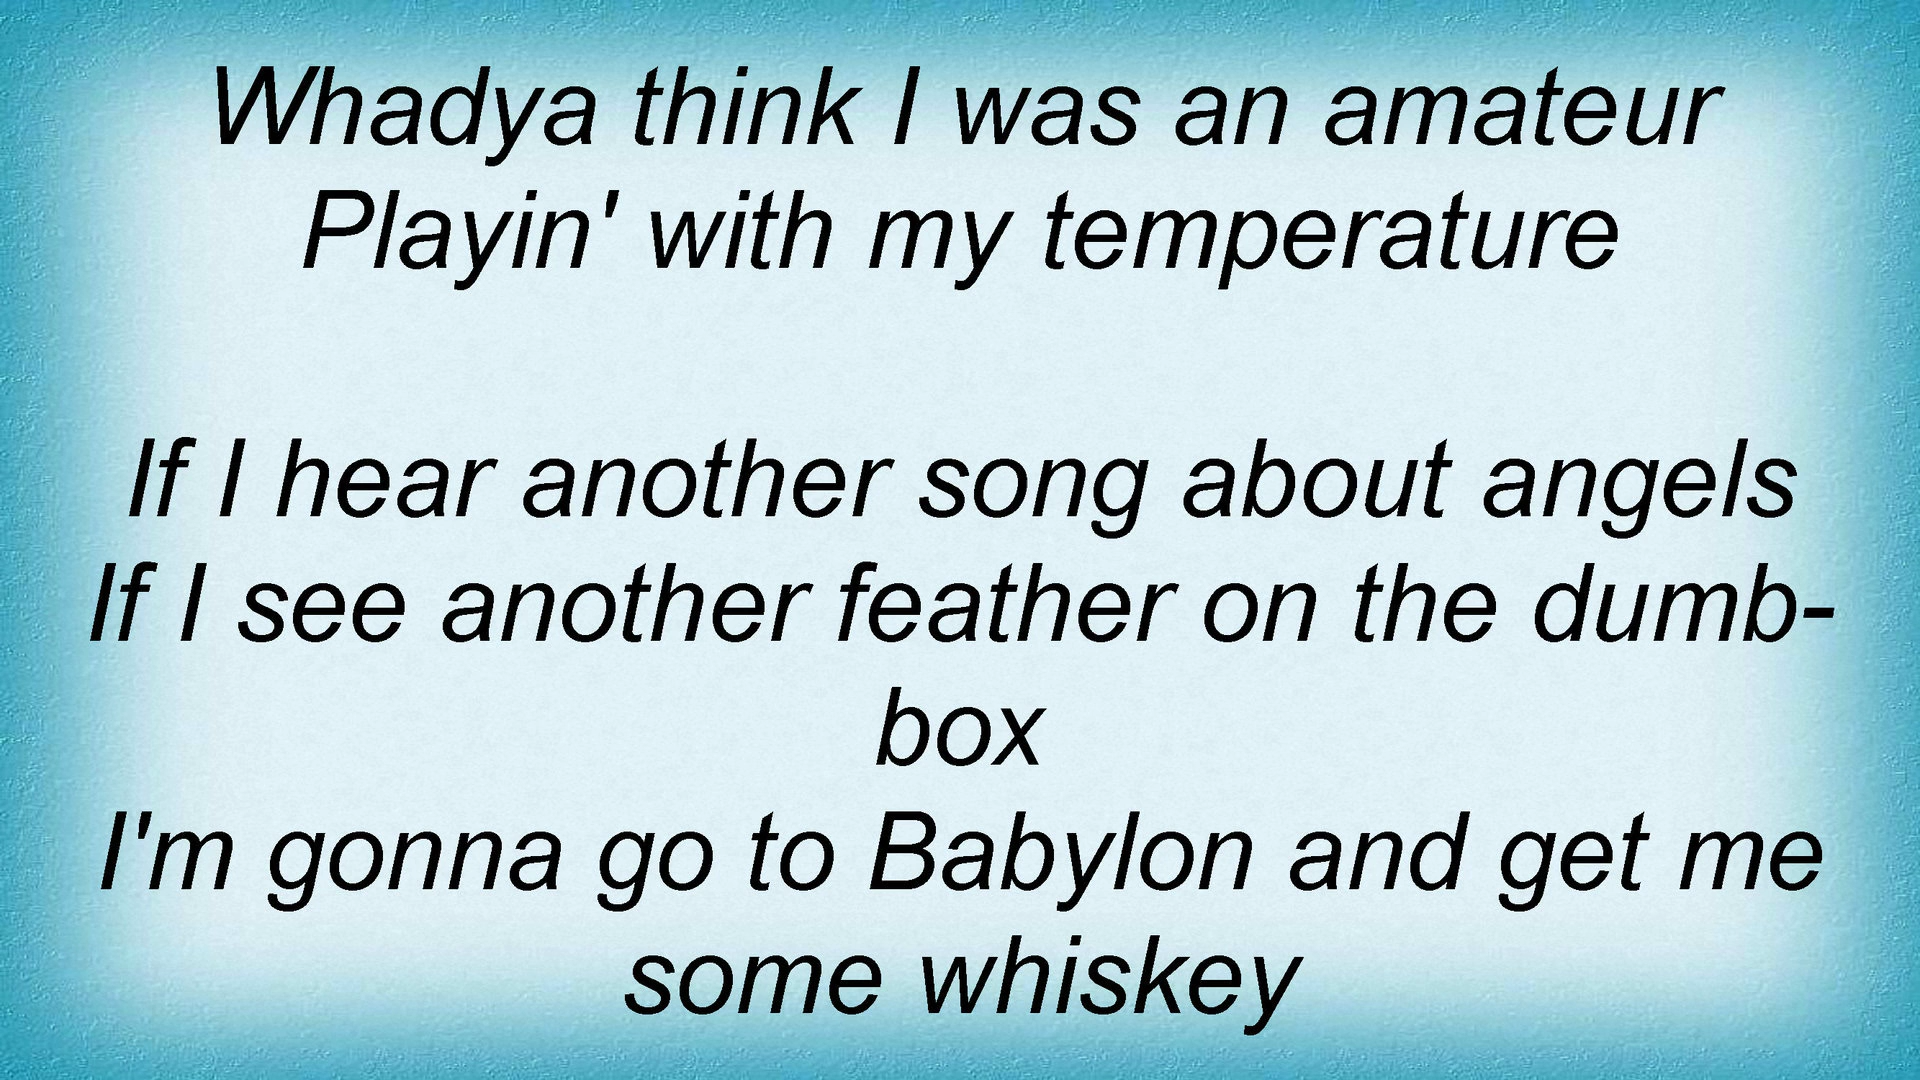 Whadya think I was an amateur
Playin' with my temperature
If I hear another song about angels
If I see another feather on the dumb-
box
I'm gonna go to Babylon and get me
some whiskey